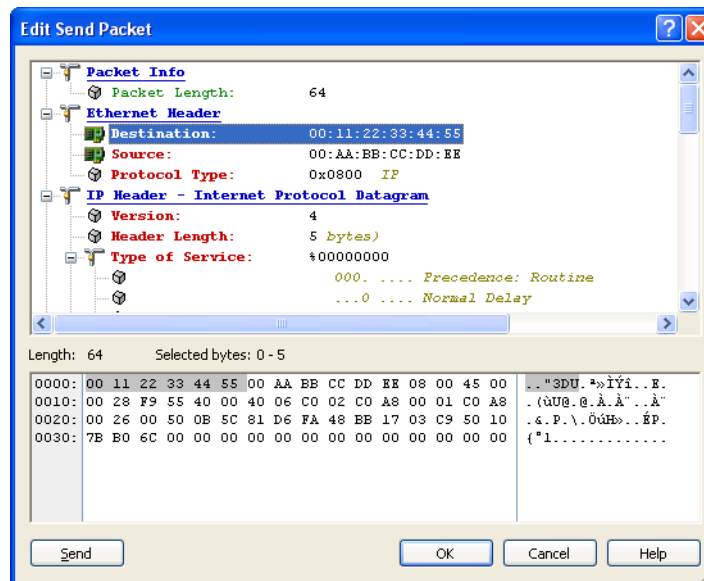 Edit Send Packet
Packet Info
Packet Length: 64
Ethernet Header
Destination: 00:11:22:33:44:55
Source: 00:AA:BB:CC:DD:EE
Protocol Type: 0x0800 IP
IP Header - Internet Protocol Datagram
Version: 4
Header Length: 5 bytes)
Type of Service: %00000000
000. .... Precedence: Routine
...0 .... Normal Delay
Length: 64 Selected bytes: 0 - 5
0000: 00 11 22 33 44 55 00 AA BB CC DD EE 08 00 45 00 .."3DU.ª»ÌÝî..E.
0010: 00 28 F9 55 40 00 40 06 C0 02 C0 A8 00 01 C0 A8 .(ùU@.@.À.À¨..À¨
0020: 00 26 00 50 0B 5C 81 D6 FA 48 BB 17 03 C9 50 10 .&.P.\.ÖúH»..ÉP.
0030: 7B B0 6C 00 00 00 00 00 00 00 00 00 00 00 00 00 {°l.............
Send OK Cancel Help